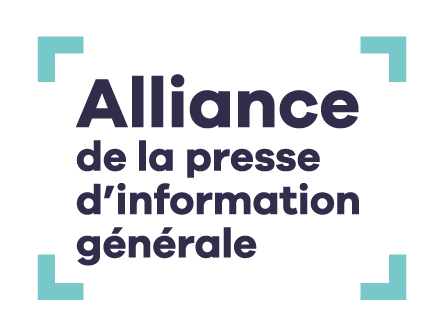 Alliance
de la presse
d’information
générale